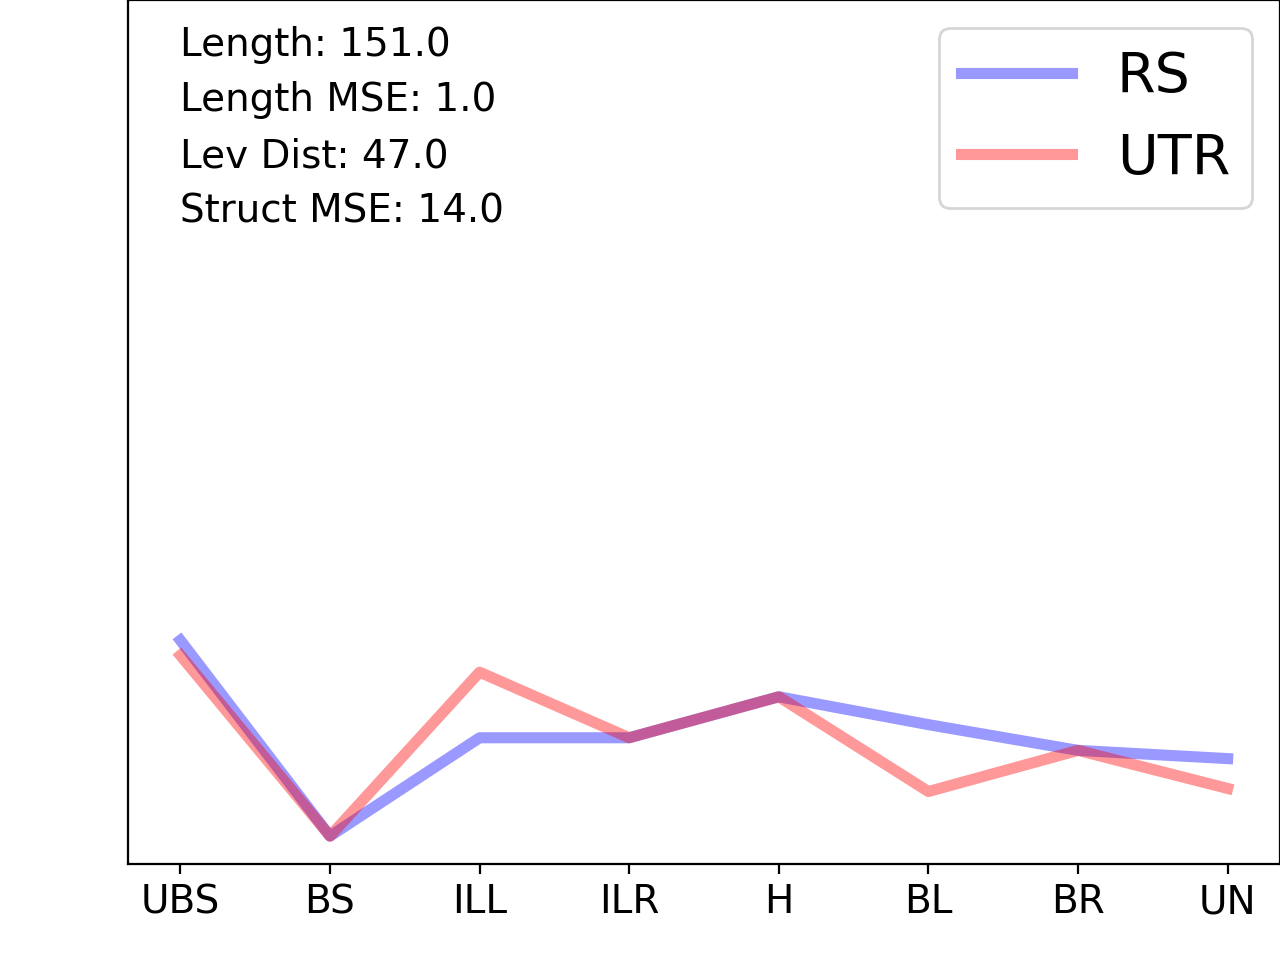 Length: 151.0
Length MSE: 1.0
Lev Dist: 47.0
Struct MSE: 14.0
RS
UTR
UBS BS ILL ILR H BL BR UN